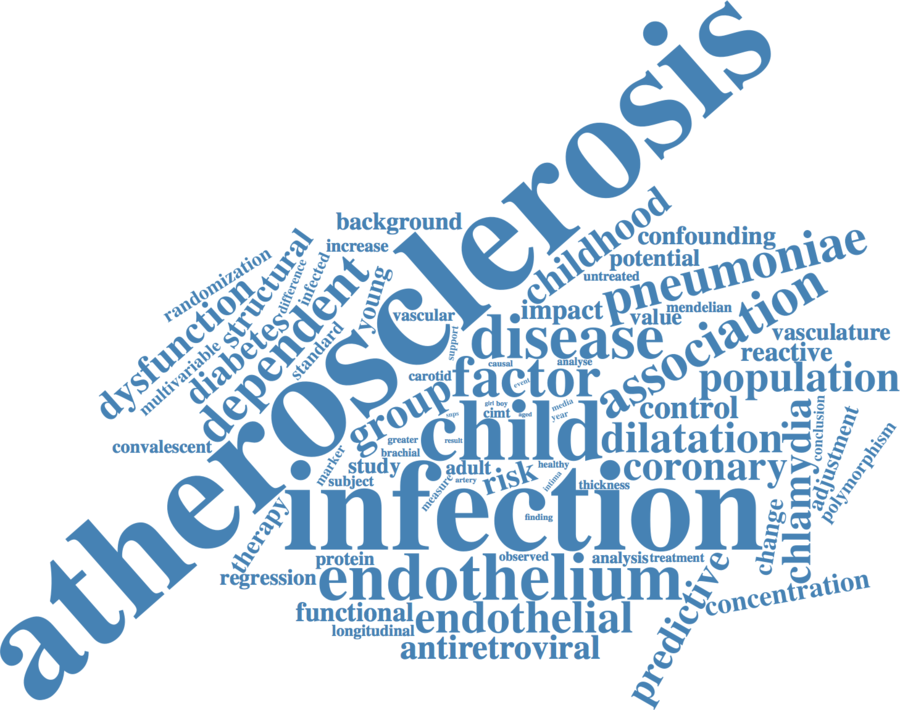 atherosclerosis
background
increase
childhood
confounding
potential
untreated
pneumoniae
randomization
structural
difference
infected
dependent
young
vascular
impact
value
mendelian
association
vasculature
reactive
dysfunction
diabetes
multivariable
standard
support
disease
causal
analyse
carotid
factor
event
population
group
girl
boy
cimt
aged
media
year
control
convalescent
greater
result
child
dilatation
chlamydia
conclusion
adjustment
polymorphism
brachial
marker
study
subject
adult
measure
artery
risk
healthy
intima
thickness
coronary
infection
finding
change
therapy
protein
observed
analysis
treatment
regression
endothelium
predictive
concentration
functional
longitudinal
endothelial
antiretroviral